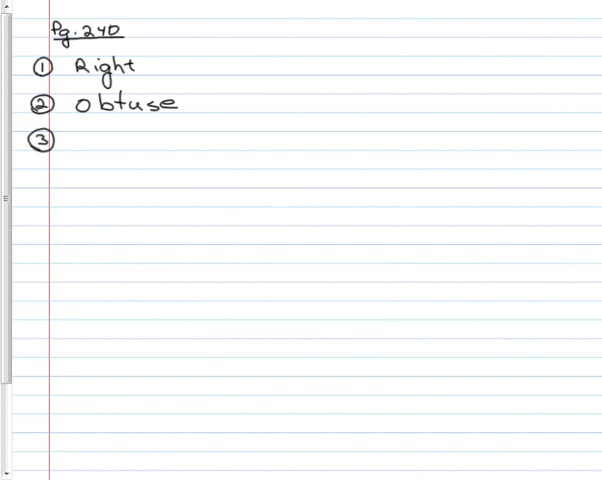 Pg. 240
① Right
② Obtuse
③